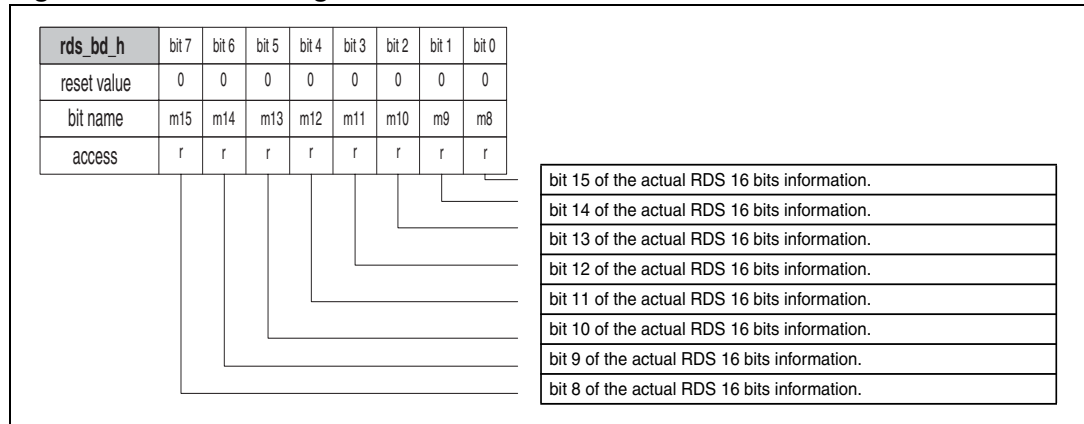 rds_bd_h bit 7 bit 6 bit 5 bit 4 bit 3 bit 2 bit 1 bit 0
reset value 0 0 0 0 0 0 0 0
bit name m15 m14 m13 m12 m11 m10 m9 m8
access r r r r r r r r
bit 15 of the actual RDS 16 bits information.
bit 14 of the actual RDS 16 bits information.
bit 13 of the actual RDS 16 bits information.
bit 12 of the actual RDS 16 bits information.
bit 11 of the actual RDS 16 bits information.
bit 10 of the actual RDS 16 bits information.
bit 9 of the actual RDS 16 bits information.
bit 8 of the actual RDS 16 bits information.